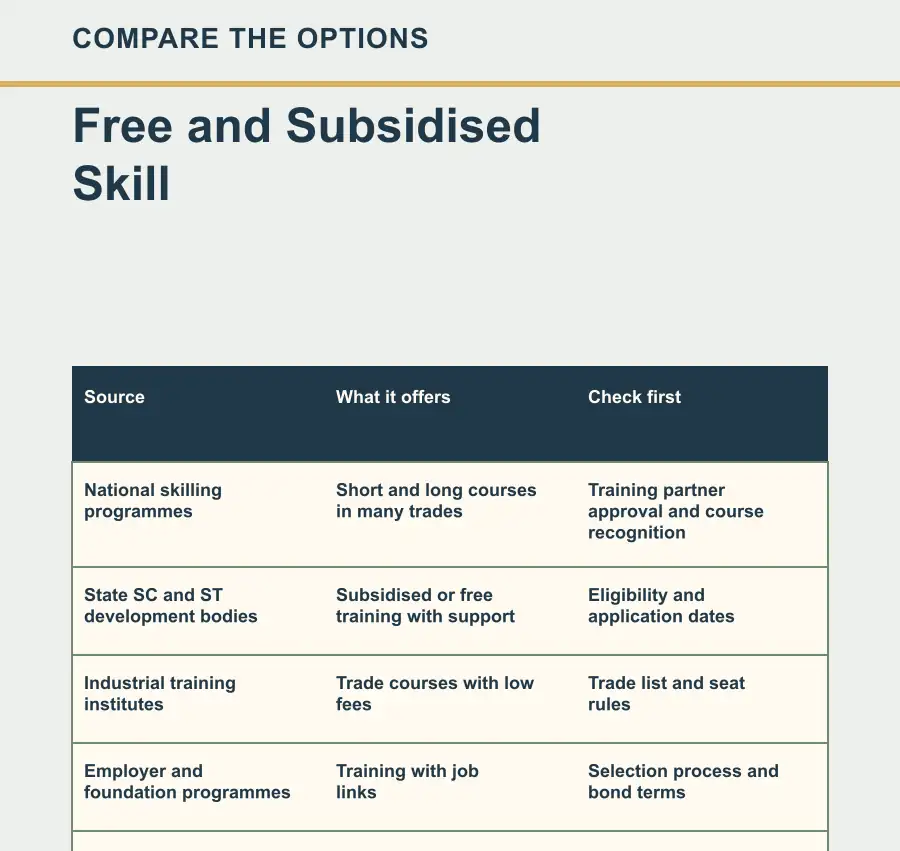 COMPARE THE OPTIONS
Free and Subsidised
Skill
Source
What it offers
Check first
National skilling
programmes
Short and long courses
in many trades
Training partner
approval and course
recognition
State SC and ST
development bodies
Subsidised or free
training with support
Eligibility and
application dates
Industrial training
institutes
Trade courses with low
fees
Trade list and seat
rules
Employer and
foundation programmes
Training with job
links
Selection process and
bond terms